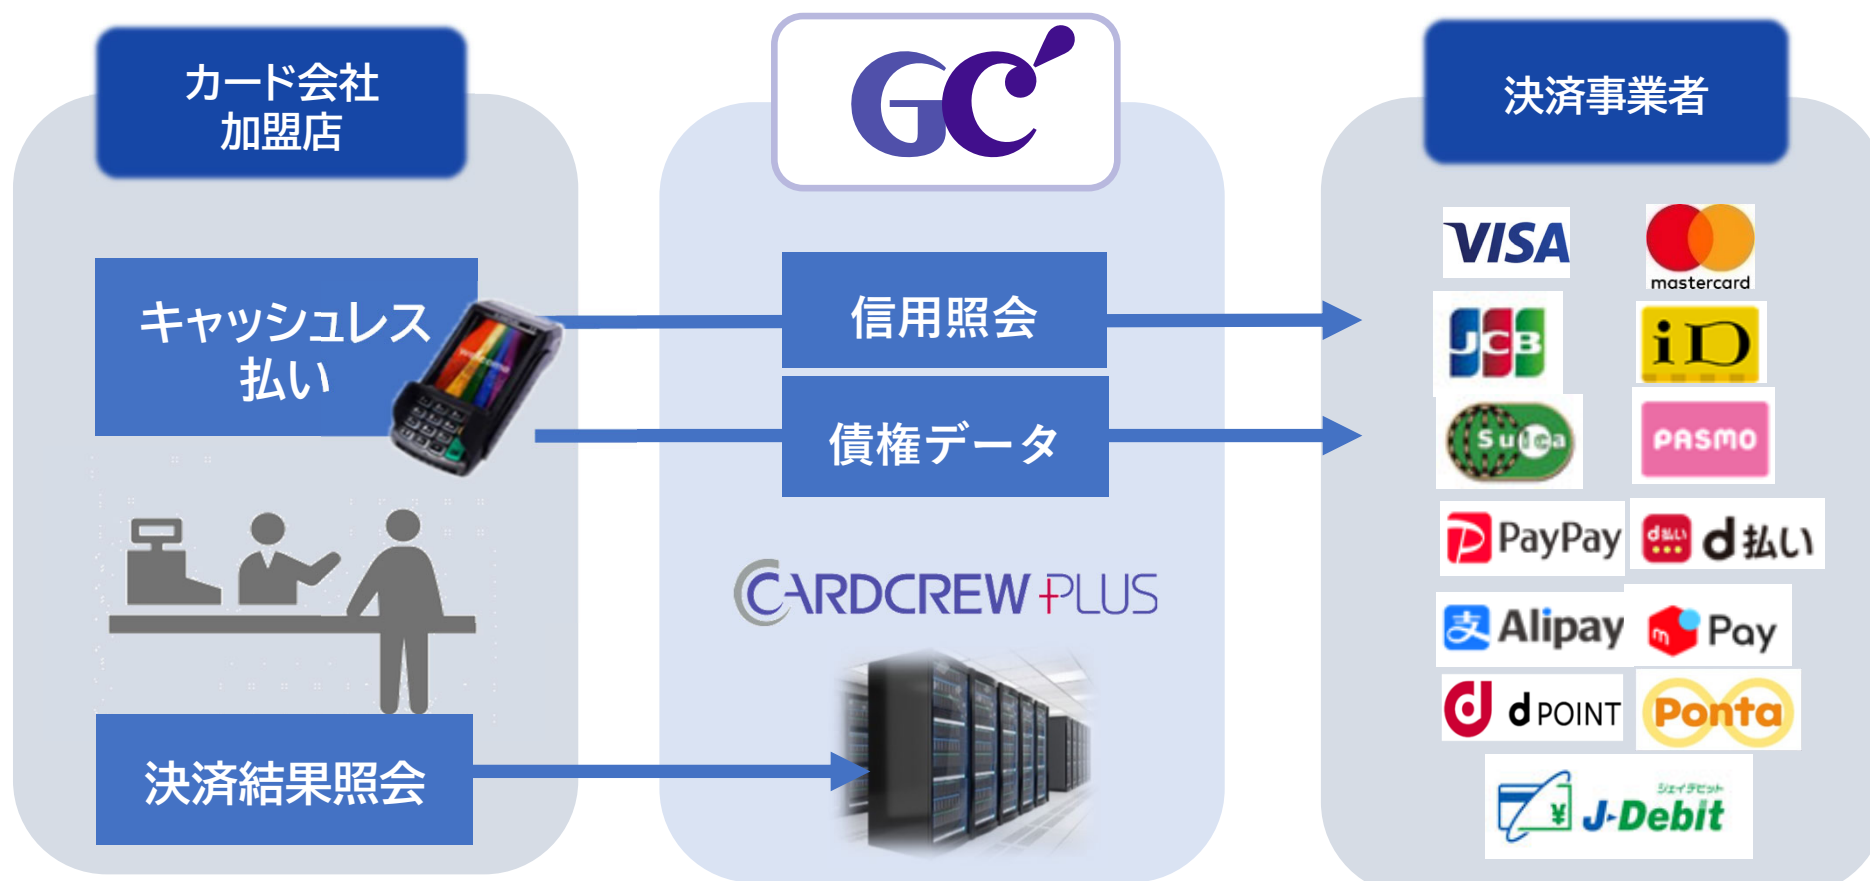 カード会社
加盟店
キャッシュレス
払い
決済結果照会
GC
信用照会
債権データ
CARDCREW PLUS
決済事業者
VISA
mastercard
JCB
iD
Suica
PASMO
PayPay
d払い
d払い
支 Alipay
m Pay
d dPOINT
Ponta
ジェイデビット
¥ J-Debit